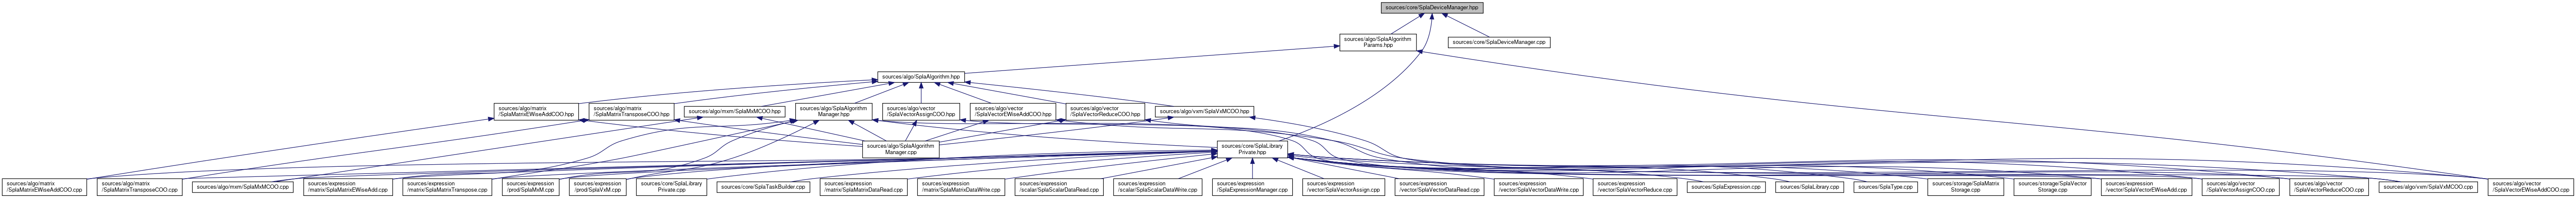 sources/core/SplaDeviceManager.hpp
sources/algo/SplaAlgorithm
Params.hpp
sources/core/SplaDeviceManager.cpp
sources/algo/SplaAlgorithm.hpp
sources/algo/matrix
/SplaMatrixEWiseAddCOO.hpp
sources/algo/matrix
/SplaMatrixTransposeCOO.hpp
sources/algo/mxm/SplaMxMCOO.hpp
sources/algo/SplaAlgorithm
Manager.hpp
sources/algo/vector
/SplaVectorAssignCOO.hpp
sources/algo/vector
/SplaVectorEWiseAddCOO.hpp
sources/algo/vector
/SplaVectorReduceCOO.hpp
sources/algo/vxm/SplaVxMCOO.hpp
sources/algo/SplaAlgorithm
Manager.cpp
sources/core/SplaLibrary
Private.hpp
sources/algo/matrix
/SplaMatrixEWiseAddCOO.cpp
sources/algo/matrix
/SplaMatrixTransposeCOO.cpp
sources/algo/mxm/SplaMxMCOO.cpp
sources/expression
/matrix/SplaMatrixEWiseAdd.cpp
sources/expression
/matrix/SplaMatrixTranspose.cpp
sources/expression
/prod/SplaMxM.cpp
sources/expression
/prod/SplaVxM.cpp
sources/core/SplaLibrary
Private.cpp
sources/core/SplaTaskBuilder.cpp
sources/expression
/matrix/SplaMatrixDataRead.cpp
sources/expression
/matrix/SplaMatrixDataWrite.cpp
sources/expression
/scalar/SplaScalarDataRead.cpp
sources/expression
/scalar/SplaScalarDataWrite.cpp
sources/expression
/SplaExpressionManager.cpp
sources/expression
/vector/SplaVectorAssign.cpp
sources/expression
/vector/SplaVectorDataRead.cpp
sources/expression
/vector/SplaVectorDataWrite.cpp
sources/expression
/vector/SplaVectorReduce.cpp
sources/SplaExpression.cpp
sources/SplaLibrary.cpp
sources/SplaType.cpp
sources/storage/SplaMatrix
Storage.cpp
sources/storage/SplaVector
Storage.cpp
sources/expression
/vector/SplaVectorEWiseAdd.cpp
sources/algo/vector
/SplaVectorAssignCOO.cpp
sources/algo/vector
/SplaVectorReduceCOO.cpp
sources/algo/vxm/SplaVxMCOO.cpp
sources/algo/vector
/SplaVectorEWiseAddCOO.cpp